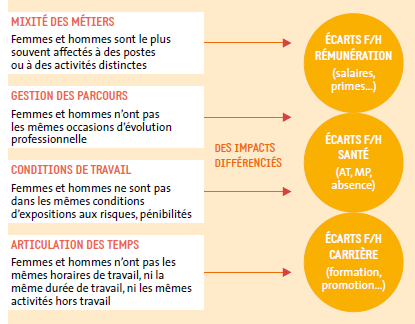 MIXITÉ DES MÉTIERS
Femmes et hommes sont le plus
souvent affectés à des postes
ou à des activités distinctes
GESTION DES PARCOURS
Femmes et hommes n'ont pas
les mêmes occasions d'évolution
professionnelle
CONDITIONS DE TRAVAIL
Femmes et hommes ne sont pas
dans les mêmes conditions
d'expositions aux risques, pénibilités
ARTICULATION DES TEMPS
Femmes et hommes n'ont pas les
mêmes horaires de travail, ni la
même durée de travail, ni les mêmes
activités hors travail
DES IMPACTS
DIFFÉRENCIÉS
ÉCARTS F/H
RÉMUNÉRATION
(salaires,
primes...)
ÉCARTS F/H
SANTÉ
(AT, MP,
absence)
ÉCARTS F/H
CARRIÈRE
(formation,
promotion...)